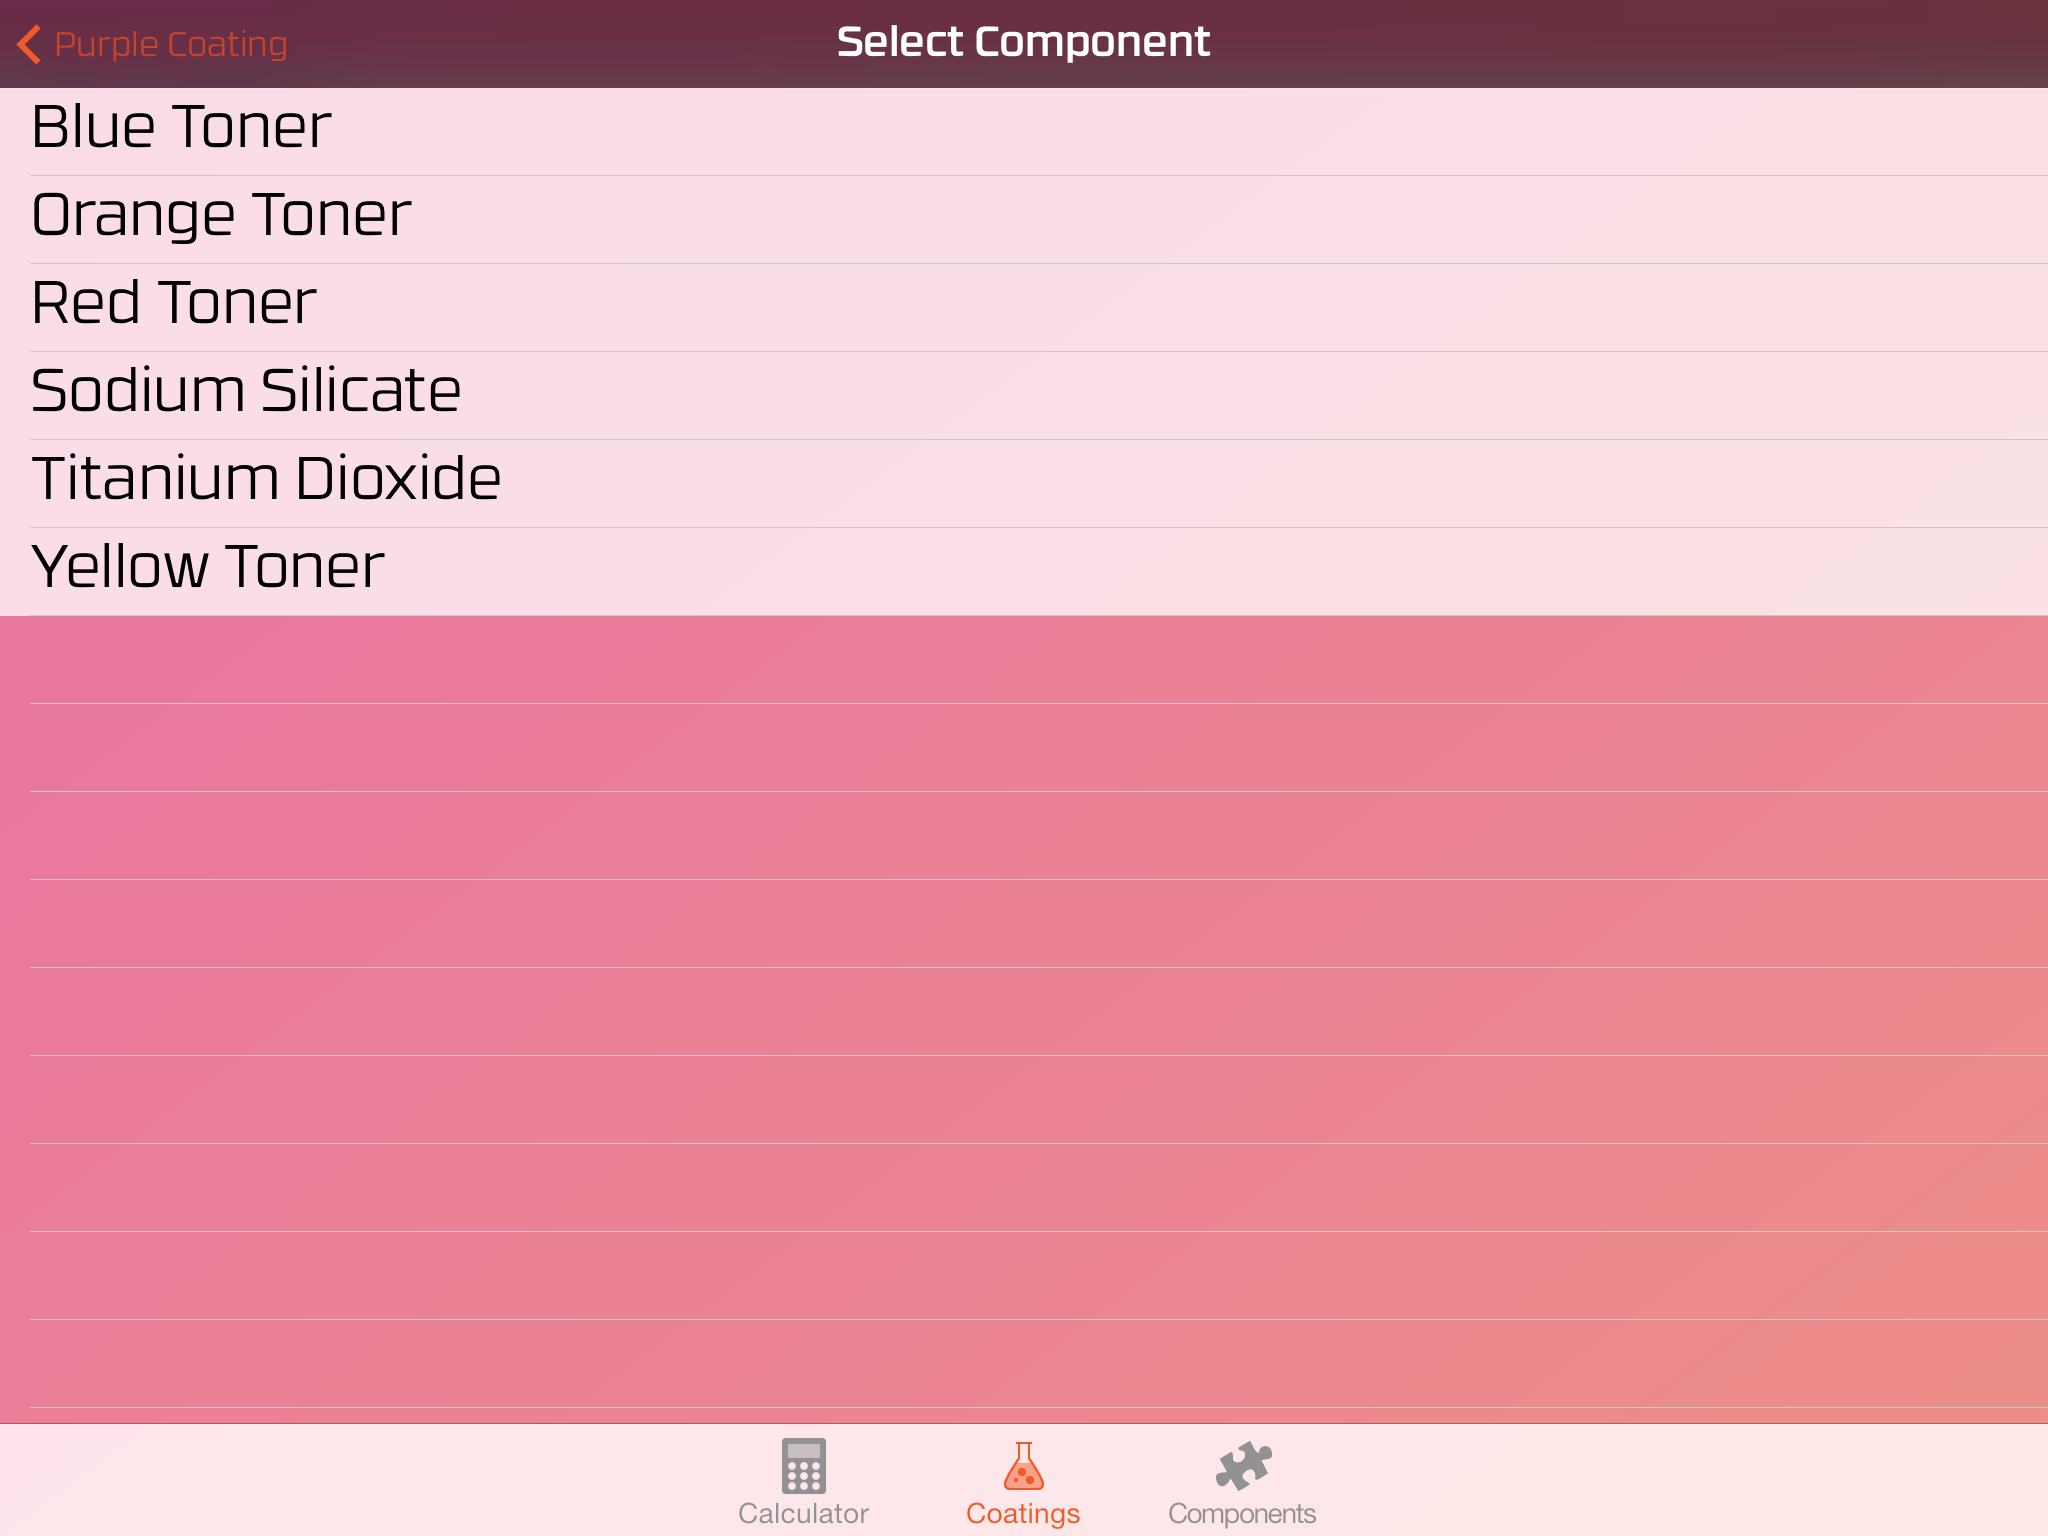 Purple Coating
Select Component
Blue Toner
Orange Toner
Red Toner
Sodium Silicate
Titanium Dioxide
Yellow Toner
Calculator
Coatings
Components